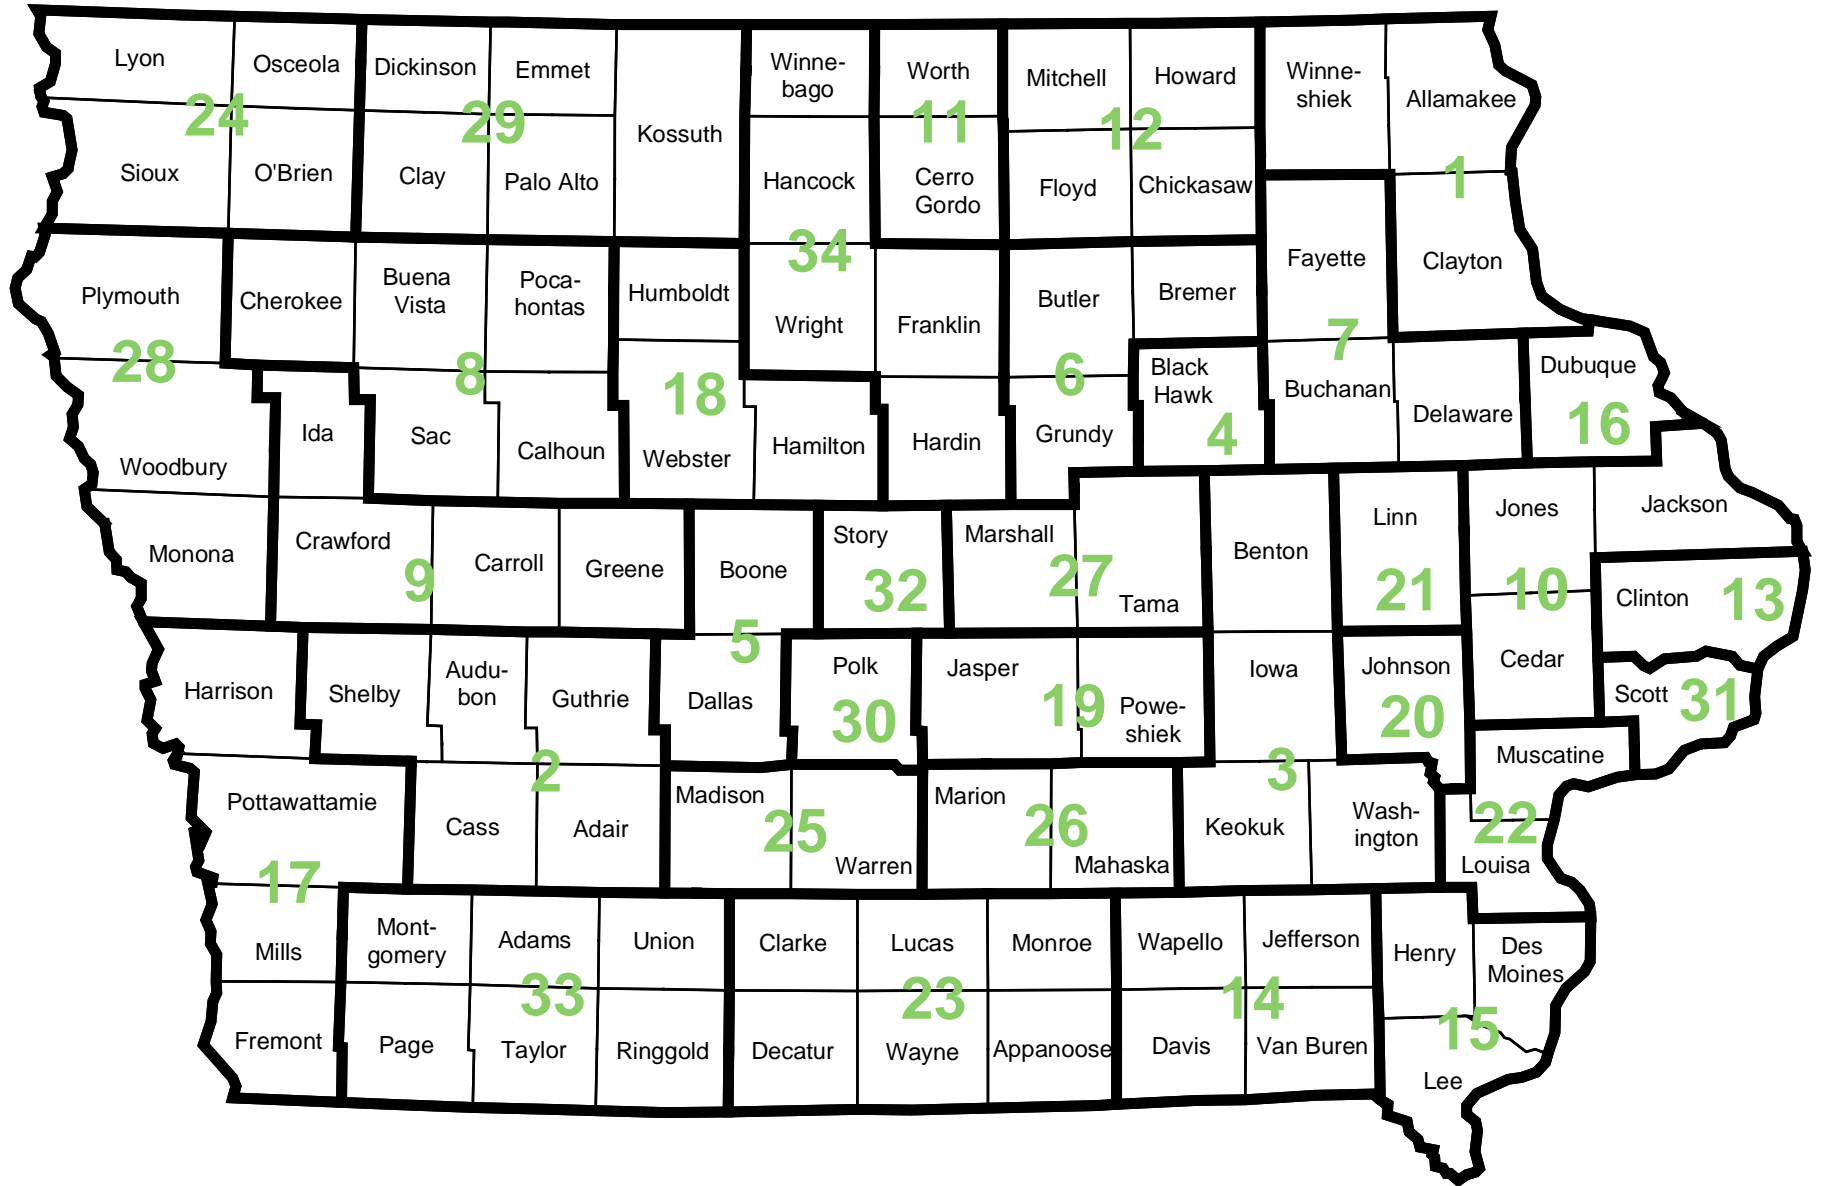 Lyon
Osceola
Dickinson
Emmet
Kossuth
Winne-
bago
Worth
Mitchell
Howard
Winne-
shiek
Allamakee
24
29
11
12
Sioux
O'Brien
Clay
Palo Alto
Hancock
Cerro
Gordo
Floyd
Chickasaw
1
34
Plymouth
Cherokee
Buena
Vista
Poca-
hontas
Humboldt
Wright
Franklin
Butler
Bremer
Fayette
Clayton
28
8
18
6
7
Black
Hawk
4
Buchanan
Delaware
Dubuque
16
Woodbury
Ida
Sac
Calhoun
Webster
Hamilton
Hardin
Grundy
Monona
Crawford
9
Carroll
Greene
Boone
Story
32
Marshall
27
Tama
Benton
Linn
21
Jones
10
Jackson
Clinton
13
5
Harrison
Shelby
Audu-
bon
Guthrie
Dallas
Polk
30
Jasper
19
Powe-
shiek
Iowa
Johnson
20
Cedar
Scott
31
Muscatine
2
3
Pottawattamie
Cass
Adair
Madison
25
Warren
Marion
26
Mahaska
Keokuk
Wash-
ington
22
Louisa
17
Mills
Mont-
gomery
Adams
Union
Clarke
Lucas
Monroe
Wapello
Jefferson
Henry
Des
Moines
33
23
14
15
Fremont
Page
Taylor
Ringgold
Decatur
Wayne
Appanoose
Davis
Van Buren
Lee